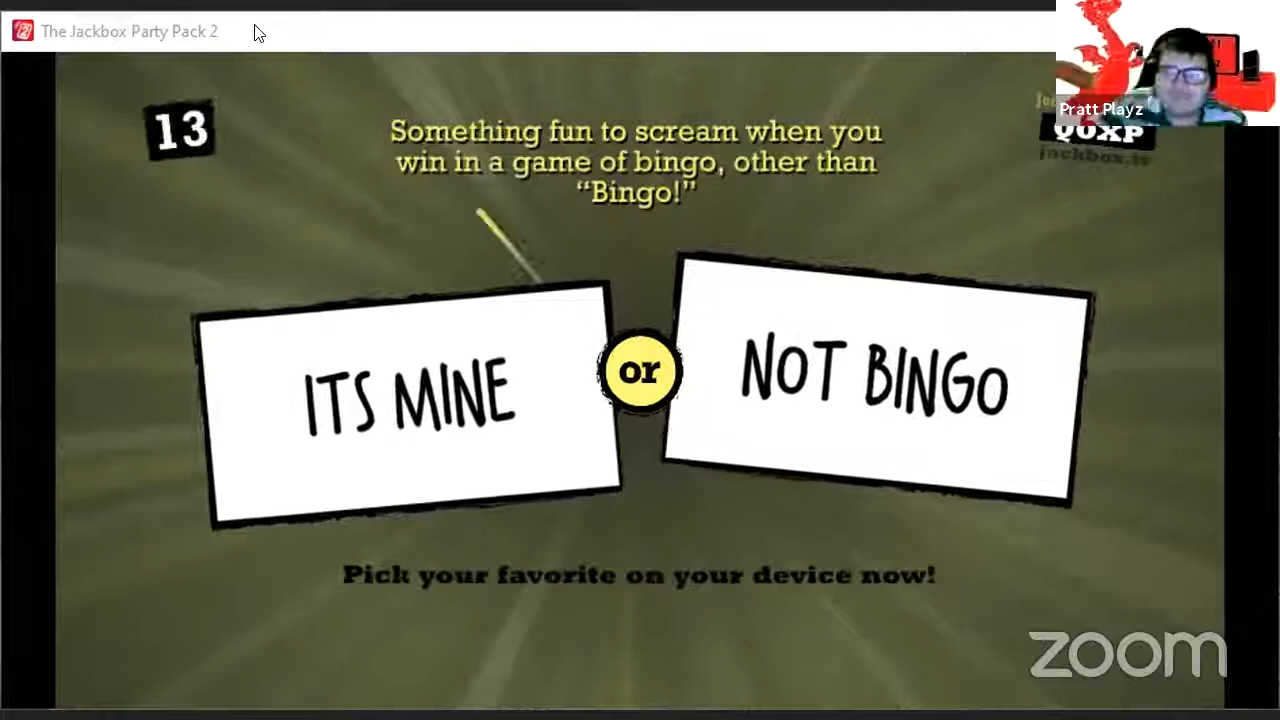 The Jackbox Party Pack 2
Pratt Playz
13
Something fun to scream when you
win in a game of bingo, other than
“Bingo!”
QUXP
jackbox.tv
ITS MINE
or
NOT BINGO
Pick your favorite on your device now!
zoom